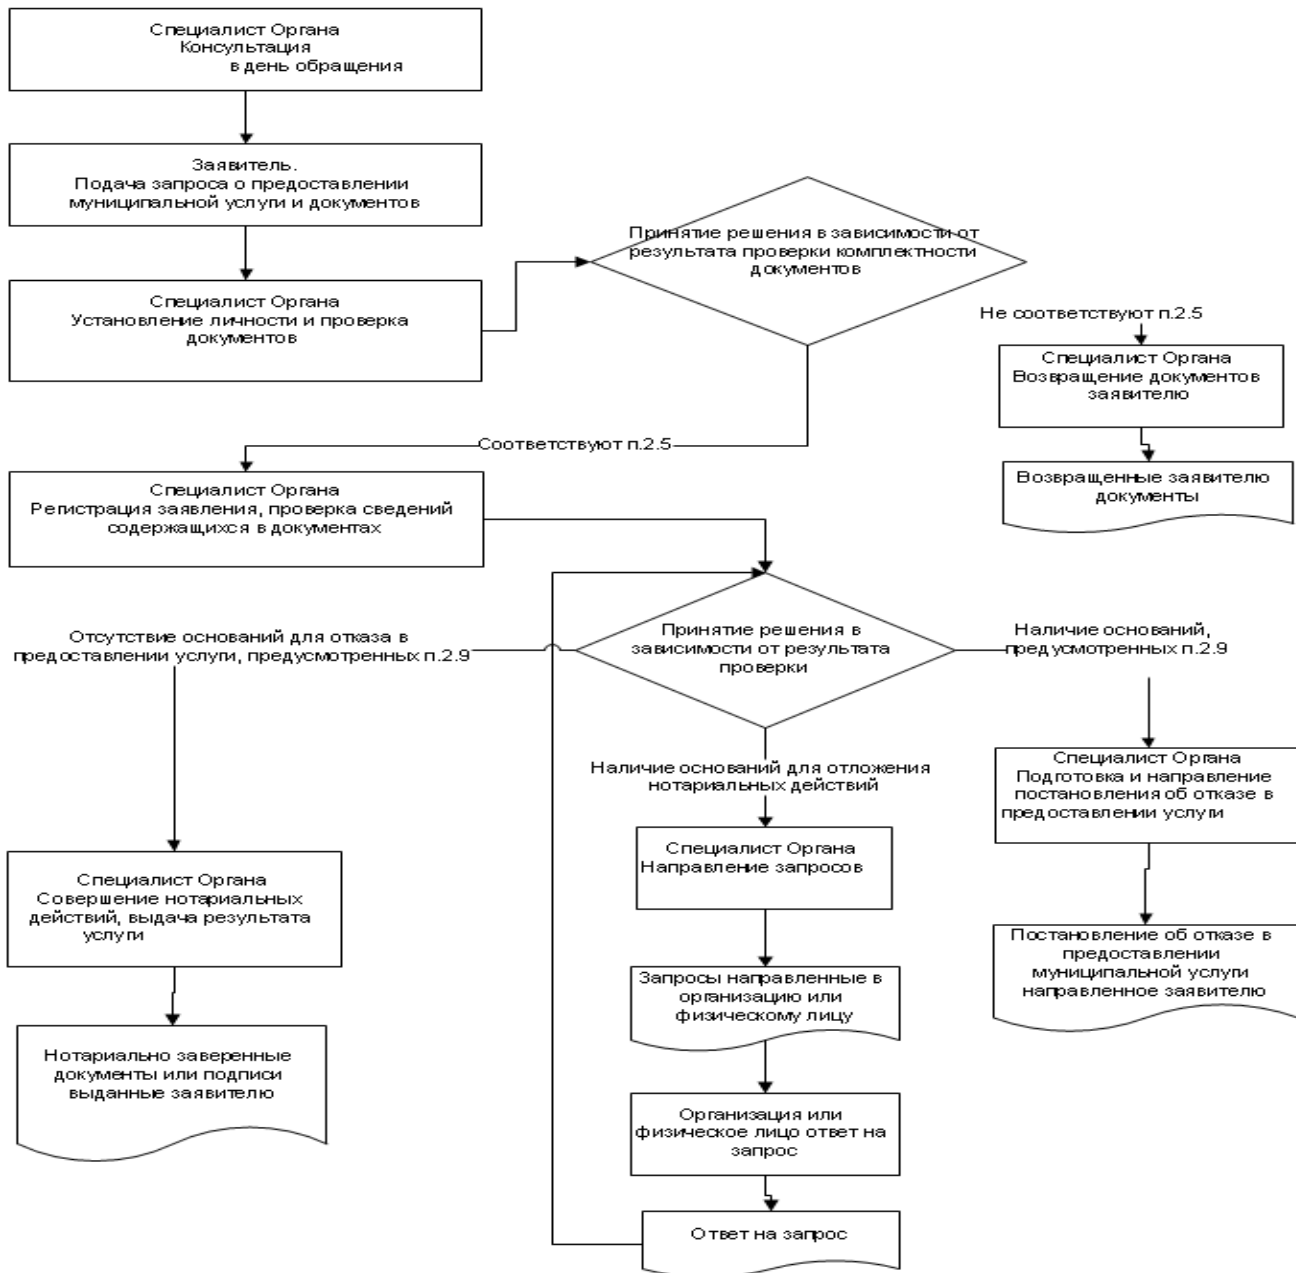 Специалист Органа
Консультация
в день обращения
Заявитель.
Подача запроса о предоставлении
муниципальной услуги и документов
Специалист Органа
Установление личности и проверка
документов
Принятие решения в зависимости от
результата проверки комплектности
документов
Не соответствуют п.2.5
Специалист Органа
Возвращение документов
заявителю
Возвращенные заявителю
документы
Соответствуют п.2.5
Специалист Органа
Регистрация заявления, проверка сведений
содержащихся в документах
Принятие решения в
зависимости от результата
проверки
Отсутствие оснований для отказа в
предоставлении услуги, предусмотренных п.2.9
Наличие оснований,
предусмотренных п.2.9
Наличие оснований для отложения
нотариальных действий
Специалист Органа
Подготовка и направление
постановления об отказе в
предоставлении услуги
Специалист Органа
Направление запросов
Специалист Органа
Совершение нотариальных
действий, выдача результата
услуги
Постановление об отказе в
предоставлении
муниципальной услуги
направленное заявителю
Запросы направленные в
организацию или
физическому лицу
Нотариально заверенные
документы или подписи
выданные заявителю
Организация или
физическое лицо ответ на
запрос
Ответ на запрос